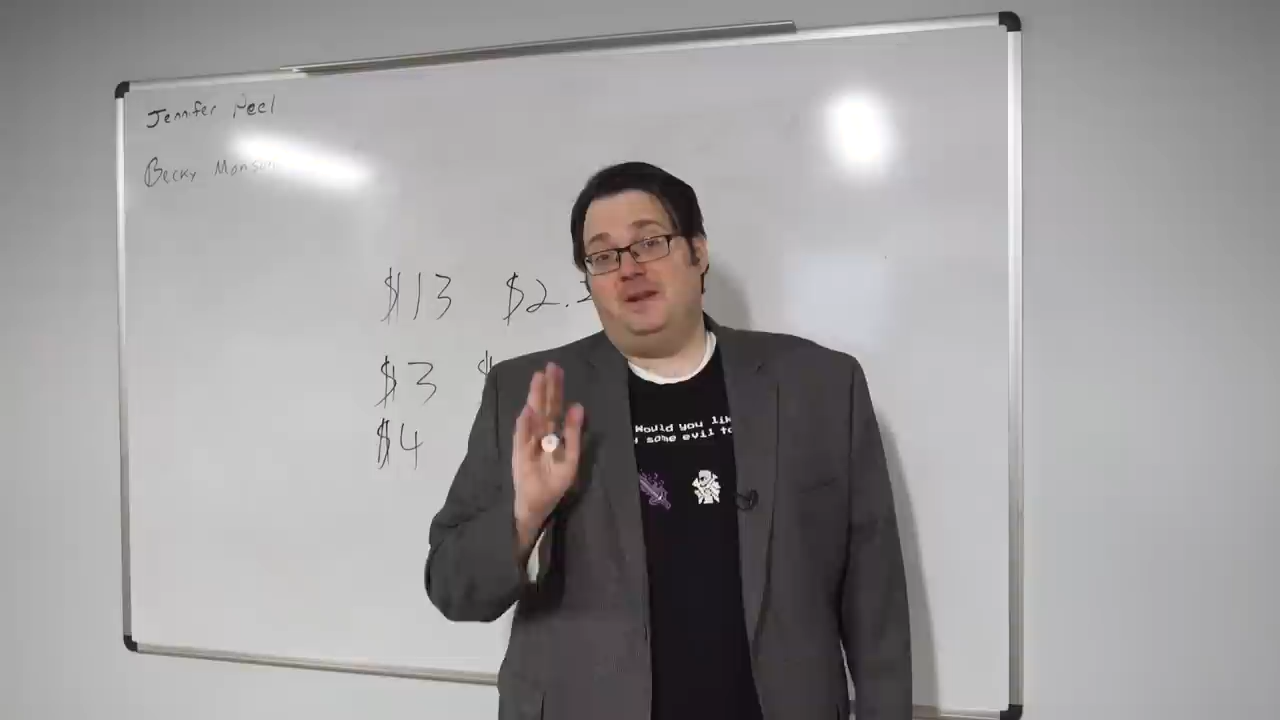 Jennifer Peel
Becky Monson
$13 $2.
$3 $
$4
Would you lik
some evil to